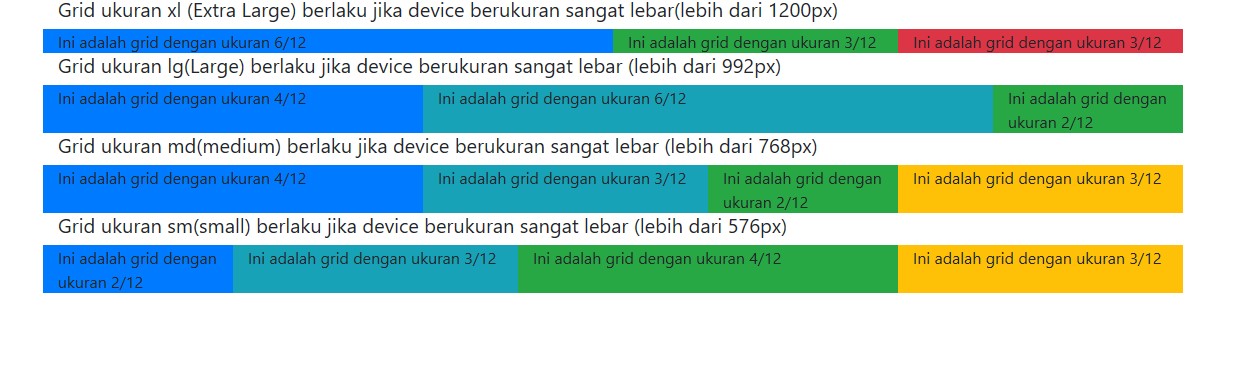 Grid ukuran xl (Extra Large) berlaku jika device berukuran sangat lebar(lebih dari 1200px)
Ini adalah grid dengan ukuran 6/12
Ini adalah grid dengan ukuran 3/12
Ini adalah grid dengan ukuran 3/12
Grid ukuran lg(Large) berlaku jika device berukuran sangat lebar (lebih dari 992px)
Ini adalah grid dengan ukuran 4/12
Ini adalah grid dengan ukuran 6/12
Ini adalah grid dengan
ukuran 2/12
Grid ukuran md(medium) berlaku jika device berukuran sangat lebar (lebih dari 768px)
Ini adalah grid dengan ukuran 4/12
Ini adalah grid dengan ukuran 3/12
Ini adalah grid dengan
ukuran 2/12
Ini adalah grid dengan ukuran 3/12
Grid ukuran sm(small) berlaku jika device berukuran sangat lebar (lebih dari 576px)
Ini adalah grid dengan
ukuran 2/12
Ini adalah grid dengan ukuran 3/12
Ini adalah grid dengan ukuran 4/12
Ini adalah grid dengan ukuran 3/12